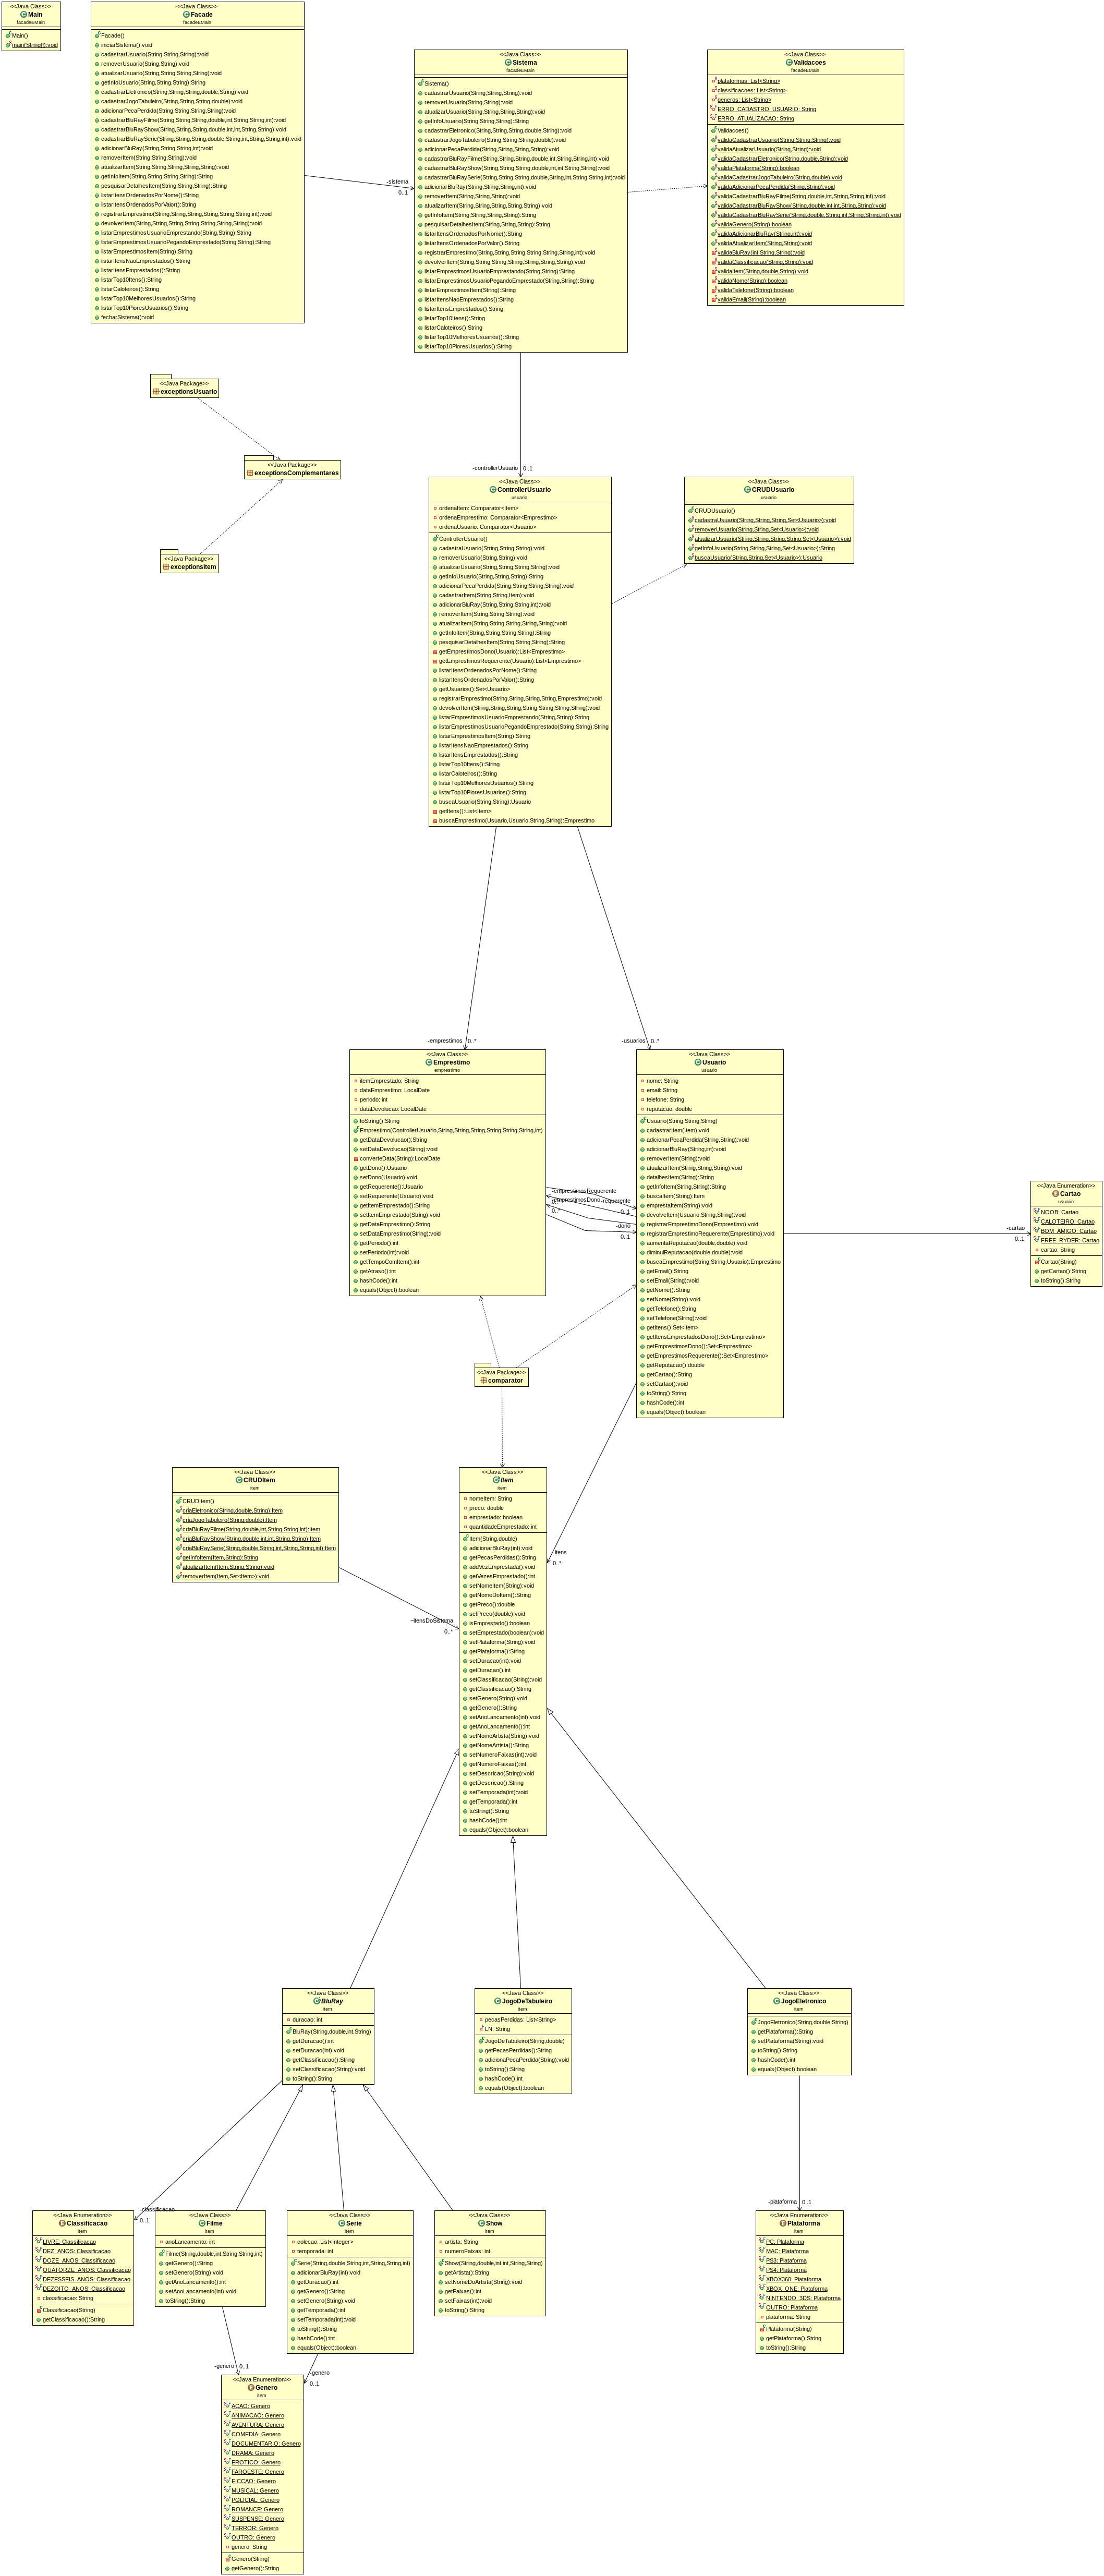 <<Java Class>>
Main
facadeEMain
Main()
main(String[]):void
<<Java Class>>
Facade
facadeEMain
Facade()
iniciarSistema():void
cadastrarUsuario(String,String,String):void
removerUsuario(String,String):void
atualizarUsuario(String,String,String,String):void
getInfoUsuario(String,String,String):String
cadastrarEletronico(String,String,String,double,String):void
cadastrarJogoTabuleiro(String,String,String,double):void
adicionarPecaPerdida(String,String,String,String):void
cadastrarBluRayFilme(String,String,String,double,int,String,String,int):void
cadastrarBluRayShow(String,String,String,double,int,int,String,String):void
cadastrarBluRaySerie(String,String,String,double,String,int,String,String,int):void
adicionarBluRay(String,String,String,int):void
removerItem(String,String,String):void
atualizarItem(String,String,String,String,String):void
getInfoItem(String,String,String,String):String
pesquisarDetalhesItem(String,String,String):String
listarItensOrdenadosPorNome():String
listarItensOrdenadosPorValor():String
registrarEmprestimo(String,String,String,String,String,String,int):void
devolverItem(String,String,String,String,String,String,String):void
listarEmprestimosUsuarioEmprestando(String,String):String
listarEmprestimosUsuarioPegandoEmprestado(String,String):String
listarEmprestimosItem(String):String
listarItensNaoEmprestados():String
listarItensEmprestados():String
listarTop10Itens():String
listarCaloteiros():String
listarTop10MelhoresUsuarios():String
listarTop10PioresUsuarios():String
fecharSistema():void
-sistema
0..1
<<Java Class>>
Sistema
facadeEMain
Sistema()
cadastrarUsuario(String,String,String):void
removerUsuario(String,String):void
atualizarUsuario(String,String,String,String):void
getInfoUsuario(String,String,String):String
cadastrarEletronico(String,String,String,double,String):void
cadastrarJogoTabuleiro(String,String,String,double):void
adicionarPecaPerdida(String,String,String,String):void
cadastrarBluRayFilme(String,String,String,double,int,String,String,int):void
cadastrarBluRayShow(String,String,String,double,int,int,String,String):void
cadastrarBluRaySerie(String,String,String,double,String,int,String,String,int):void
adicionarBluRay(String,String,String,int):void
removerItem(String,String,String):void
atualizarItem(String,String,String,String,String):void
getInfoItem(String,String,String,String):String
pesquisarDetalhesItem(String,String,String):String
listarItensOrdenadosPorNome():String
listarItensOrdenadosPorValor():String
registrarEmprestimo(String,String,String,String,String,String,int):void
devolverItem(String,String,String,String,String,String,String):void
listarEmprestimosUsuarioEmprestando(String,String):String
listarEmprestimosUsuarioPegandoEmprestado(String,String):String
listarEmprestimosItem(String):String
listarItensNaoEmprestados():String
listarItensEmprestados():String
listarTop10Itens():String
listarCaloteiros():String
listarTop10MelhoresUsuarios():String
listarTop10PioresUsuarios():String
<<Java Class>>
Validacoes
facadeEMain
plataformas: List<String>
classificacoes: List<String>
generos: List<String>
ERRO_CADASTRO_USUARIO: String
ERRO_ATUALIZACAO: String
Validacoes()
validaCadastrarUsuario(String,String,String):void
validaAtualizarUsuario(String,String):void
validaCadastrarEletronico(String,double,String):void
validaPlataforma(String):boolean
validaCadastrarJogoTabuleiro(String,double):void
validaAdicionarPecaPerdida(String,String):void
validaCadastrarBluRayFilme(String,double,int,String,String,int):void
validaCadastrarBluRayShow(String,double,int,int,String,String):void
validaCadastrarBluRaySerie(String,double,String,int,String,String,int):void
validaGenero(String):boolean
validaAdicionarBluRay(String,int):void
validaAtualizarItem(String,String):void
validaBluRay(int,String,String):void
validaClassificacao(String,String):void
validaItem(String,double,String):void
validaNome(String):boolean
validaTelefone(String):boolean
validaEmail(String):boolean
<<Java Package>>
exceptionsUsuario
<<Java Package>>
exceptionsComplementares
<<Java Package>>
exceptionsItem
-controllerUsuario
0..1
<<Java Class>>
ControllerUsuario
usuario
ordenaItem: Comparator<Item>
ordenaEmprestimo: Comparator<Emprestimo>
ordenaUsuario: Comparator<Usuario>
ControllerUsuario()
cadastraUsuario(String,String,String):void
removerUsuario(String,String):void
atualizarUsuario(String,String,String,String):void
getInfoUsuario(String,String,String):String
adicionarPecaPerdida(String,String,String,String):void
cadastrarItem(String,String,Item):void
adicionarBluRay(String,String,String,int):void
removerItem(String,String,String):void
atualizarItem(String,String,String,String,String):void
getInfoItem(String,String,String,String):String
pesquisarDetalhesItem(String,String,String):String
getEmprestimosDono(Usuario):List<Emprestimo>
getEmprestimosRequerente(Usuario):List<Emprestimo>
listarItensOrdenadosPorNome():String
listarItensOrdenadosPorValor():String
getUsuarios():Set<Usuario>
registrarEmprestimo(String,String,String,String,Emprestimo):void
devolverItem(String,String,String,String,String,String,String):void
listarEmprestimosUsuarioEmprestando(String,String):String
listarEmprestimosUsuarioPegandoEmprestado(String,String):String
listarEmprestimosItem(String):String
listarItensNaoEmprestados():String
listarItensEmprestados():String
listarTop10Itens():String
listarCaloteiros():String
listarTop10MelhoresUsuarios():String
listarTop10PioresUsuarios():String
buscaUsuario(String,String):Usuario
getItens():List<Item>
buscaEmprestimo(Usuario,Usuario,String,String):Emprestimo
<<Java Class>>
CRUDUsuario
usuario
CRUDUsuario()
cadastraUsuario(String,String,String,Set<Usuario>):void
removerUsuario(String,String,Set<Usuario>):void
atualizarUsuario(String,String,String,String,Set<Usuario>):void
getInfoUsuario(String,String,String,Set<Usuario>):String
buscaUsuario(String,String,Set<Usuario>):Usuario
-emprestimos
0..*
-usuarios
0..*
<<Java Class>>
Emprestimo
emprestimo
itemEmprestado: String
dataEmprestimo: LocalDate
periodo: int
dataDevolucao: LocalDate
toString():String
Emprestimo(ControllerUsuario,String,String,String,String,String,String,int)
getDataDevolucao():String
setDataDevolucao(String):void
converteData(String):LocalDate
getDono():Usuario
setDono(Usuario):void
getRequerente():Usuario
setRequerente(Usuario):void
getItemEmprestado():String
setItemEmprestado(String):void
getDataEmprestimo():String
setDataEmprestimo(String):void
getPeriodo():int
setPeriodo(int):void
getTempoComItem():int
getAtraso():int
hashCode():int
equals(Object):boolean
-emprestimosRequerente
-requerente
0..1
0..*
-dono
0..1
<<Java Class>>
Usuario
usuario
nome: String
email: String
telefone: String
reputacao: double
Usuario(String,String,String)
cadastrarItem(Item):void
adicionarPecaPerdida(String,String):void
adicionarBluRay(String,int):void
removerItem(String):void
atualizarItem(String,String,String):void
detalhesItem(String):String
getInfoItem(String,String):String
buscaItem(String):Item
emprestaItem(String):void
devolveItem(Usuario,String,String):void
registrarEmprestimoDono(Emprestimo):void
registrarEmprestimoRequerente(Emprestimo):void
aumentaReputacao(double,double):void
diminuiReputacao(double,double):void
buscaEmprestimo(String,String,Usuario):Emprestimo
getEmail():String
setEmail(String):void
getNome():String
setNome(String):void
getTelefone():String
setTelefone(String):void
getItens():Set<Item>
getItensEmprestadosDono():Set<Emprestimo>
getEmprestimosDono():Set<Emprestimo>
getEmprestimosRequerente():Set<Emprestimo>
getReputacao():double
getCartao():String
setCartao():void
toString():String
hashCode():int
equals(Object):boolean
-cartao
0..1
<<Java Enumeration>>
Cartao
usuario
NOOB: Cartao
CALOTEIRO: Cartao
BOM_AMIGO: Cartao
FREE_RYDER: Cartao
cartao: String
Cartao(String)
getCartao():String
toString():String
<<Java Package>>
comparator
<<Java Class>>
CRUDItem
item
CRUDItem()
criaEletronico(String,double,String):Item
criaJogoTabuleiro(String,double):Item
criaBluRayFilme(String,double,int,String,String,int):Item
criaBluRayShow(String,double,int,int,String,String):Item
criaBluRaySerie(String,double,String,int,String,String,int):Item
getInfoItem(Item,String):String
atualizarItem(Item,String,String):void
removerItem(Item,Set<Item>):void
~itensDoSistema
0..*
-itens
0..*
<<Java Class>>
Item
item
nomeItem: String
preco: double
emprestado: boolean
quantidadeEmprestado: int
Item(String,double)
adicionarBluRay(int):void
getPecasPerdidas():String
addVezEmprestada():void
getVezesEmprestado():int
setNomeItem(String):void
getNomeDoItem():String
getPreco():double
setPreco(double):void
isEmprestado():boolean
setEmprestado(boolean):void
setPlataforma(String):void
getPlataforma():String
setDuracao(int):void
getDuracao():int
setClassificacao(String):void
getClassificacao():String
setGenero(String):void
getGenero():String
setAnoLancamento(int):void
getAnoLancamento():int
setNomeArtista(String):void
getNomeArtista():String
setNumeroFaixas(int):void
getNumeroFaixas():int
setDescricao(String):void
getDescricao():String
setTemporada(int):void
getTemporada():int
toString():String
hashCode():int
equals(Object):boolean
<<Java Class>>
BluRay
item
duracao: int
BluRay(String,double,int,String)
getDuracao():int
setDuracao(int):void
getClassificacao():String
setClassificacao(String):void
toString():String
<<Java Class>>
JogoDeTabuleiro
item
pecasPerdidas: List<String>
LN: String
JogoDeTabuleiro(String,double)
getPecasPerdidas():String
adicionaPecaPerdida(String):void
toString():String
hashCode():int
equals(Object):boolean
<<Java Class>>
JogoEletronico
item
JogoEletronico(String,double,String)
getPlataforma():String
setPlataforma(String):void
toString():String
hashCode():int
equals(Object):boolean
-classificacao
0..1
<<Java Enumeration>>
Classificacao
item
LIVRE: Classificacao
DEZ_ANOS: Classificacao
DOZE_ANOS: Classificacao
QUATORZE_ANOS: Classificacao
DEZESSEIS_ANOS: Classificacao
DEZOITO_ANOS: Classificacao
classificacao: String
Classificacao(String)
getClassificacao():String
<<Java Class>>
Filme
item
anoLancamento: int
Filme(String,double,int,String,String,int)
getGenero():String
setGenero(String):void
getAnoLancamento():int
setAnoLancamento(int):void
toString():String
<<Java Class>>
Serie
item
colecao: List<Integer>
Serie(String,double,String,int,String,String,int)
adicionarBluRay(int):void
getDuracao():int
getGenero():String
setGenero(String):void
getTemporada():int
setTemporada(int):void
toString():String
hashCode():int
equals(Object):boolean
<<Java Class>>
Show
item
artista: String
numeroFaixas: int
Show(String,double,int,int,String,String)
getArtista():String
setNomeDoArtista(String):void
getFaixas():int
setFaixas(int):void
toString():String
-plataforma
0..1
<<Java Enumeration>>
Plataforma
item
PC: Plataforma
MAC: Plataforma
PS3: Plataforma
PS4: Plataforma
XBOX360: Plataforma
XBOX_ONE: Plataforma
NINTENDO_3DS: Plataforma
OUTRO: Plataforma
plataforma: String
Plataforma(String)
getPlataforma():String
toString():String
-genero
0..1
-genero
0..1
<<Java Enumeration>>
Genero
item
ACAO: Genero
ANIMACAO: Genero
AVENTURA: Genero
COMEDIA: Genero
DOCUMENTARIO: Genero
DRAMA: Genero
EROTICO: Genero
FAROESTE: Genero
FICCAO: Genero
MUSICAL: Genero
POLICIAL: Genero
ROMANCE: Genero
SUSPENSE: Genero
TERROR: Genero
OUTRO: Genero
genero: String
Genero(String)
getGenero():String